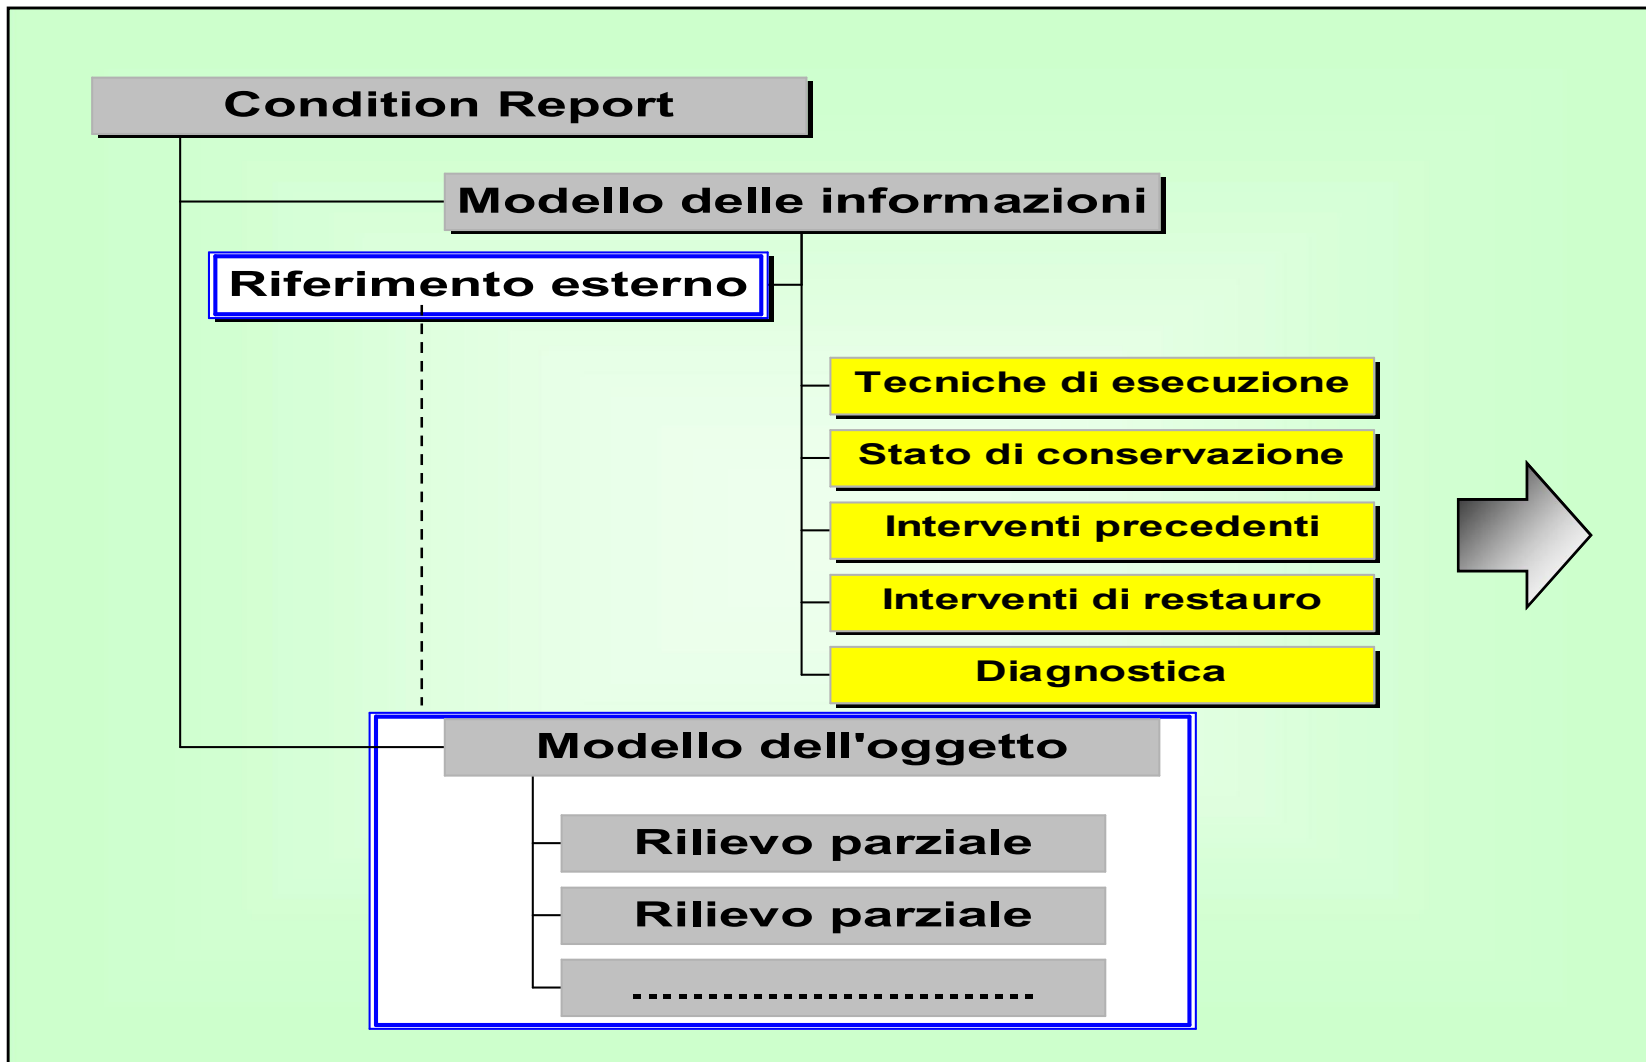 Condition Report
Modello delle informazioni
Riferimento esterno
Tecniche di esecuzione
Stato di conservazione
Interventi precedenti
Interventi di restauro
Diagnostica
Modello dell'oggetto
Rilievo parziale
Rilievo parziale
...........................